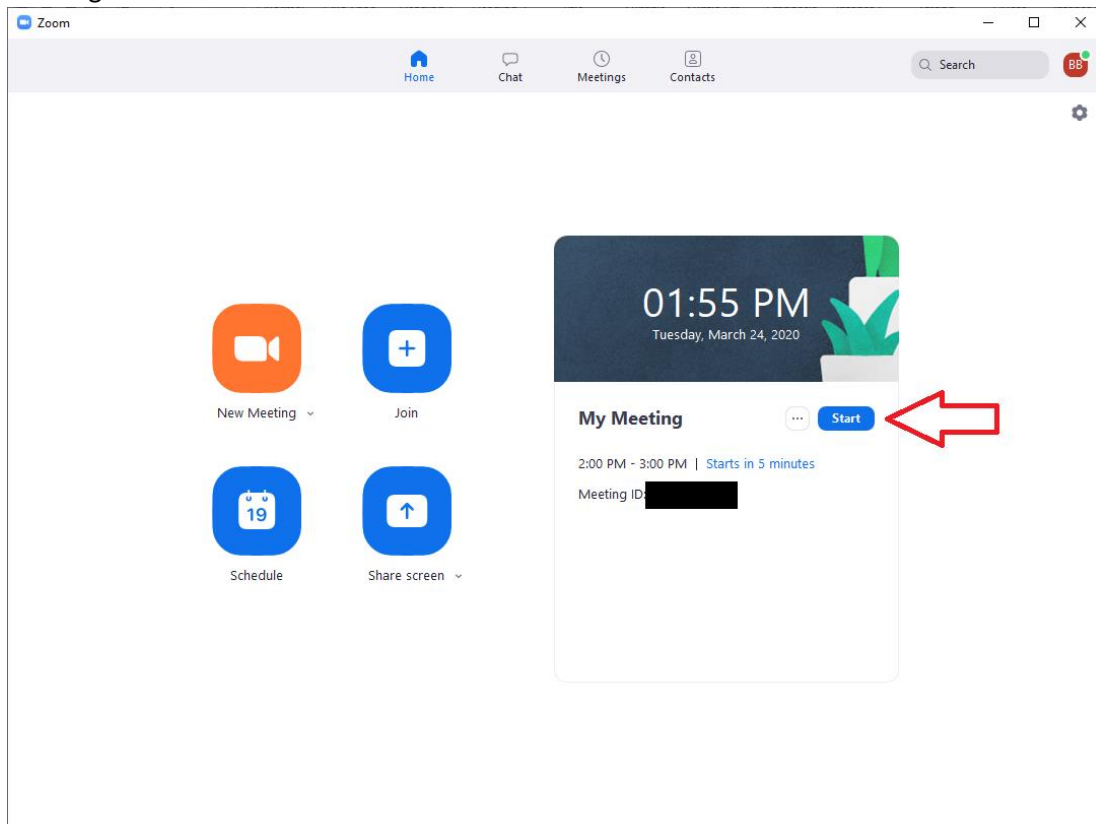 Zoom
Home
Chat
Meetings
Contacts
Search
BB
01:55 PM
Tuesday, March 24, 2020
New Meeting
Join
My Meeting
...
Start
2:00 PM - 3:00 PM | Starts in 5 minutes
Meeting ID:
19
Schedule
Share screen